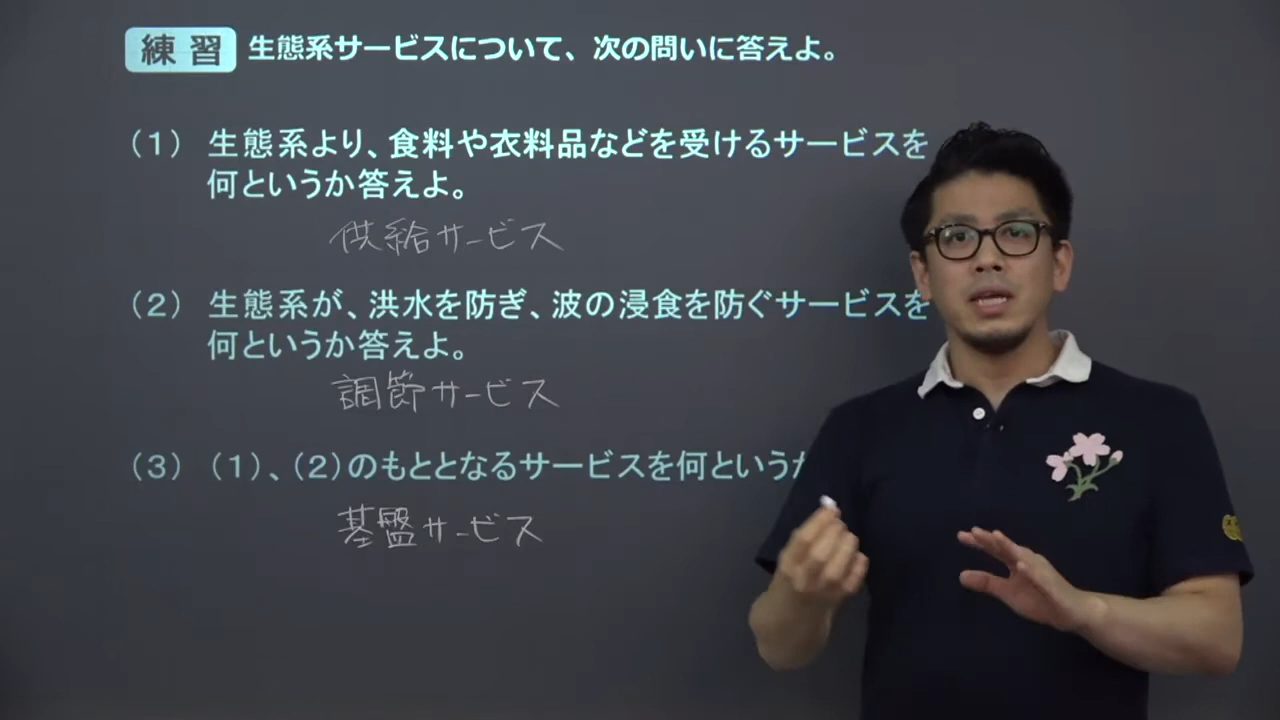 練習 生態系サービスについて、次の問いに答えよ。
(1) 生態系より、食料や衣料品などを受けるサービスを
何というか答えよ。
供給サービス
(2) 生態系が、洪水を防ぎ、波の浸食を防ぐサービスを
何というか答えよ。
調節サービス
(3) (1)、(2)のもととなるサービスを何というか
基盤サービス